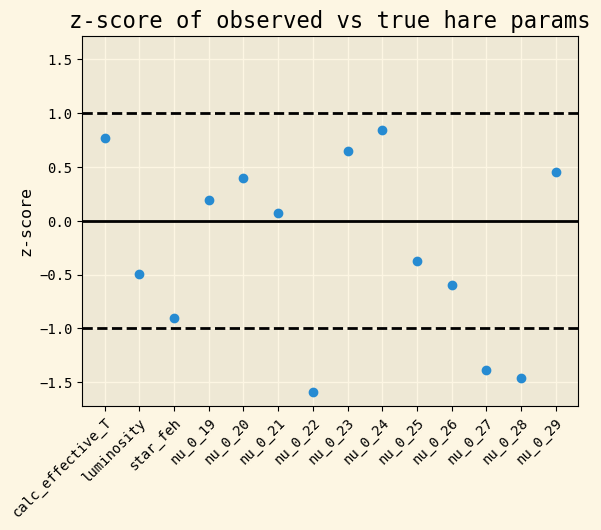 z-score of observed vs true hare params
z-score
1.5
1.0
0.5
0.0
−0.5
−1.0
−1.5
calc_effective_T
luminosity
star_feh
nu_0_19
nu_0_20
nu_0_21
nu_0_22
nu_0_23
nu_0_24
nu_0_25
nu_0_26
nu_0_27
nu_0_28
nu_0_29